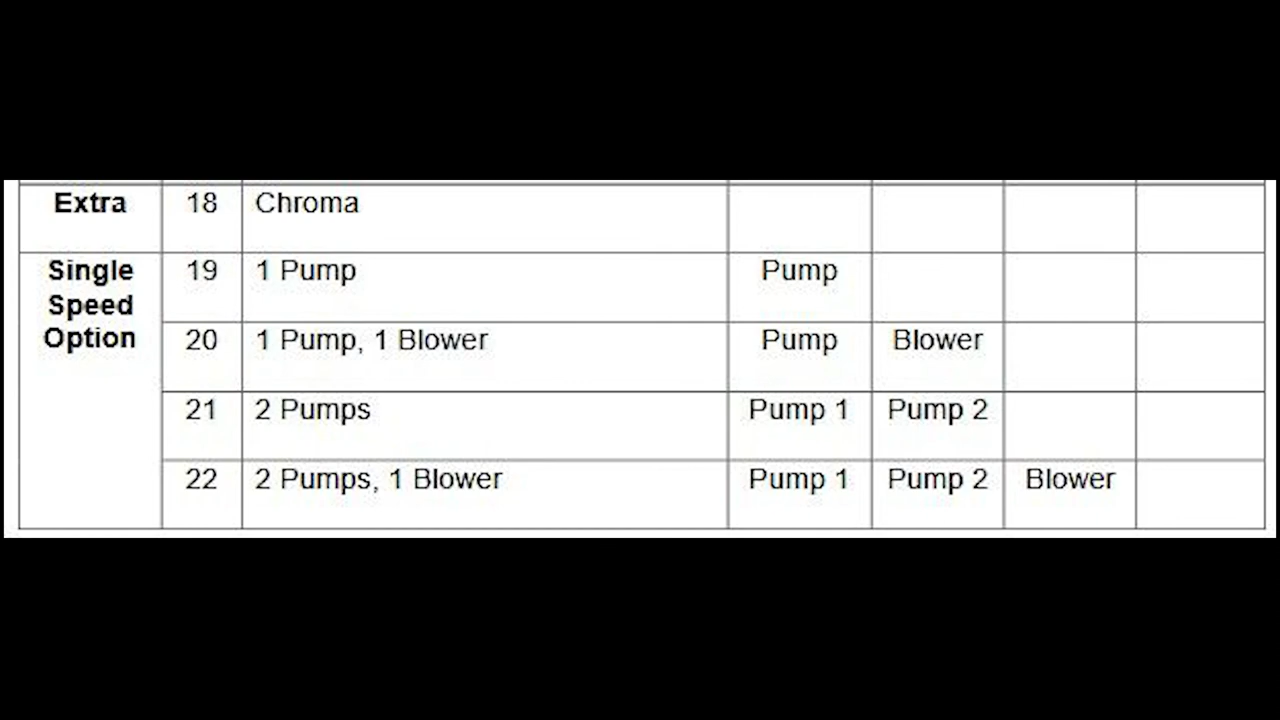 Extra 18 Chroma
Single Speed Option 19 1 Pump Pump
20 1 Pump, 1 Blower Pump Blower
21 2 Pumps Pump 1 Pump 2
22 2 Pumps, 1 Blower Pump 1 Pump 2 Blower